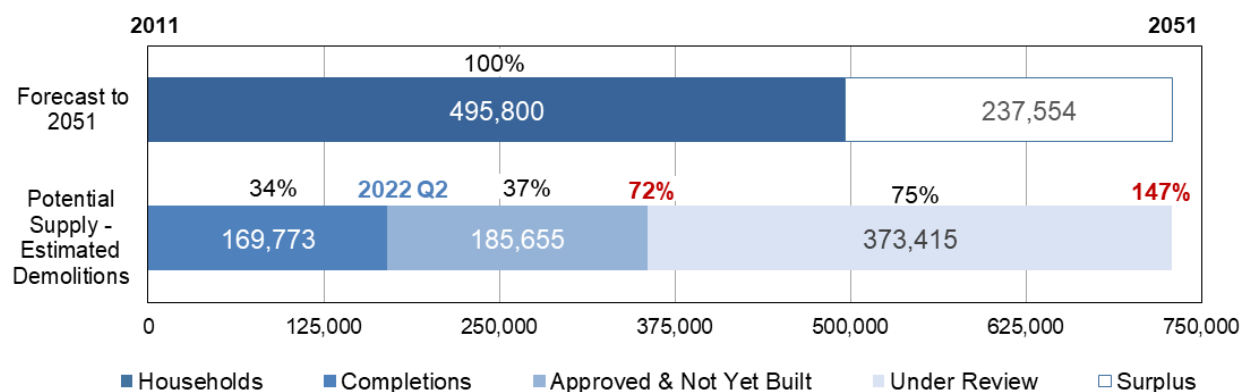 2011 2051
100%
Forecast to
2051
495,800 237,554
34% 2022 Q2 37% 72% 75% 147%
Potential
Supply -
Estimated
Demolitions
169,773 185,655 373,415
0 125,000 250,000 375,000 500,000 625,000 750,000
Households Completions Approved & Not Yet Built Under Review Surplus